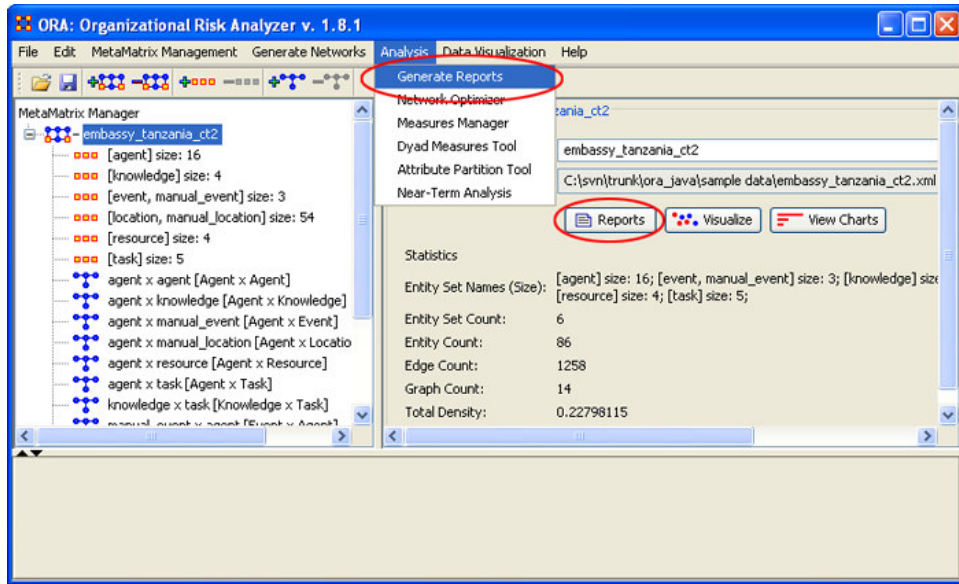 ORA: Organizational Risk Analyzer v. 1.8.1
File Edit MetaMatrix Management Generate Networks Analysis Data Visualization Help
Generate Reports
Network Optimizer
Measures Manager
Dyad Measures Tool
Attribute Partition Tool
Near-Term Analysis
MetaMatrix Manager
embassy_tanzania_ct2
[agent] size: 16
[knowledge] size: 4
[event, manual_event] size: 3
[location, manual_location] size: 54
[resource] size: 4
[task] size: 5
agent x agent [Agent x Agent]
agent x knowledge [Agent x Knowledge]
agent x manual_event [Agent x Event]
agent x manual_location [Agent x Locatio
agent x resource [Agent x Resource]
agent x task [Agent x Task]
knowledge x task [Knowledge x Task]
manual_event x agent [Event x Agent]
zania_ct2
embassy_tanzania_ct2
C:\svn\trunk\ora_java\sample data\embassy_tanzania_ct2.xml
Reports Visualize View Charts
Statistics
Entity Set Names (Size): [agent] size: 16; [event, manual_event] size: 3; [knowledge] size
[resource] size: 4; [task] size: 5;
Entity Set Count: 6
Entity Count: 86
Edge Count: 1258
Graph Count: 14
Total Density: 0.22798115